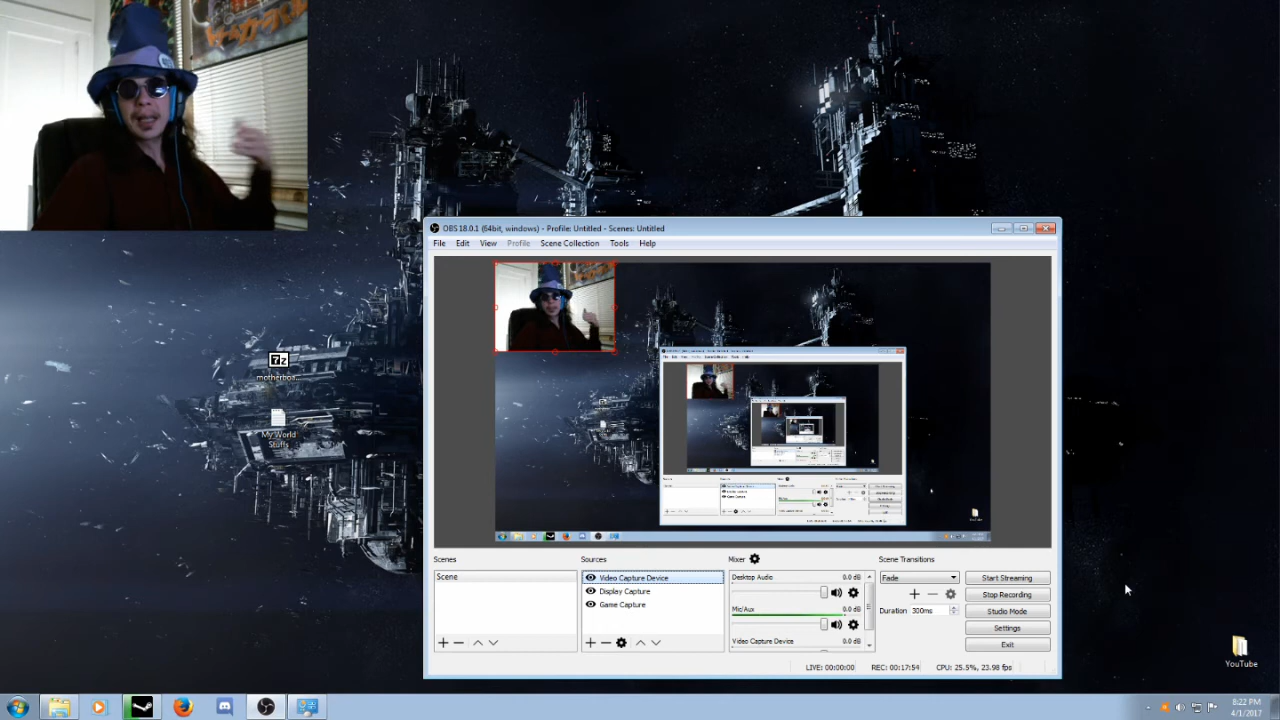 OBS 18.0.1 (64bit, windows) - Profile: Untitled - Scenes: Untitled
File Edit View Profile Scene Collection Tools Help
7z
motherboa...
My World
Stuffs
Scenes
Scene
Sources
Video Capture Device
Display Capture
Game Capture
Mixer
Desktop Audio 0.0 dB
Mic/Aux 0.0 dB
Video Capture Device 0.0 dB
Scene Transitions
Fade
Duration 300ms
Start Streaming
Stop Recording
Studio Mode
Settings
Exit
LIVE: 00:00:00 REC: 00:17:54 CPU: 25.5%, 23.98 fps
YouTube
8:22 PM
4/1/2017